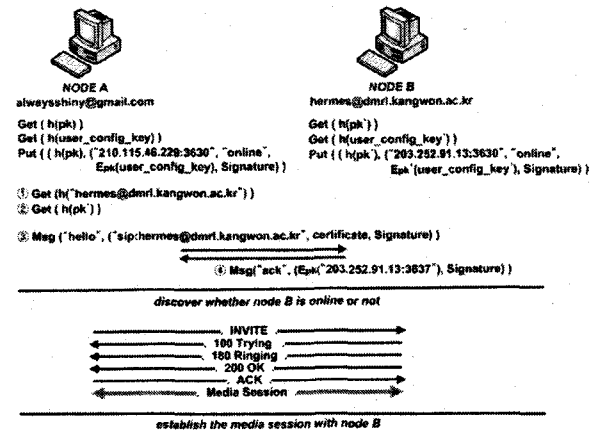 NODE A
alwaysshiny@gmail.com
NODE B
hermes@dmrl.kangwon.ac.kr
Get ( h(pk) )
Get ( h(user_config_key) )
Put ( ( h(pk), ("210.115.46.229:3630", "online",
Epk(user_config_key), Signature) )
Get ( h(pk`) )
Get ( h(user_config_key`) )
Put ( ( h(pk`), ("203.252.91.13:3630", "online",
Epk`(user_config_key`), Signature) )
① Get (h("hermes@dmrl.kangwon.ac.kr") )
② Get ( h(pk`) )
③ Msg ("hello", ("sip:hermes@dmrl.kangwon.ac.kr", certificate, Signature) )
④ Msg("ack", (Epk("203.252.91.13:3637"), Signature) )
discover whether node B is online or not
INVITE
100 Trying
180 Ringing
200 OK
ACK
Media Session
establish the media session with node B